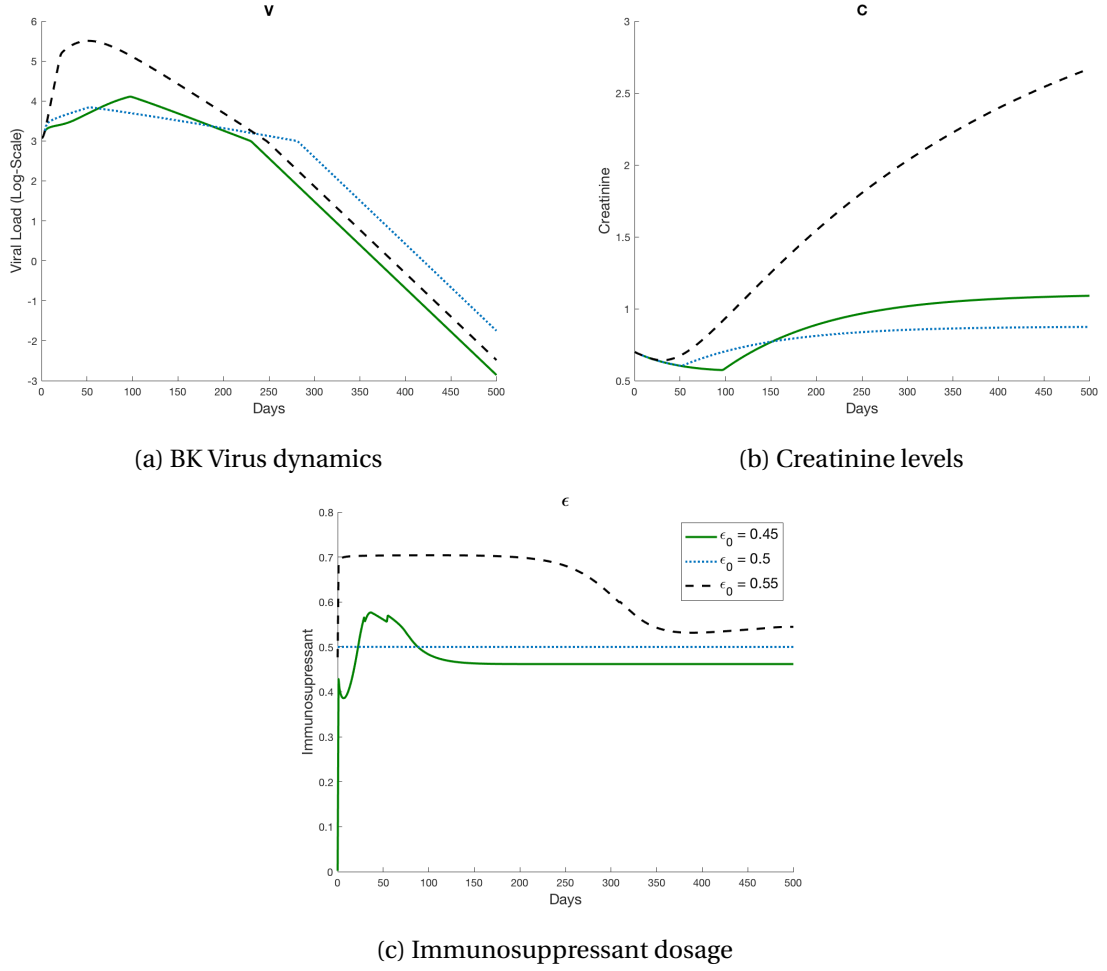 V
6
5
4
3
2
1
0
-1
-2
-3
Viral Load (Log-Scale)
0 50 100 150 200 250 300 350 400 450 500
Days
(a) BK Virus dynamics
C
3
2.5
2
1.5
1
0.5
Creatinine
0 50 100 150 200 250 300 350 400 450 500
Days
(b) Creatinine levels
ϵ
0.8
0.7
0.6
0.5
0.4
0.3
0.2
0.1
0
Immunosupressant
ϵ0 = 0.45
ϵ0 = 0.5
ϵ0 = 0.55
0 50 100 150 200 250 300 350 400 450 500
Days
(c) Immunosuppressant dosage